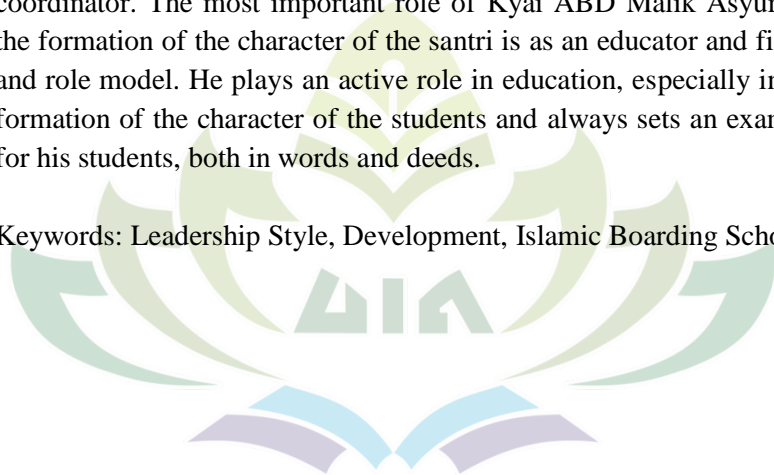 coordinator. The most important role of Kyai ABD Malik Asyur
the formation of the character of the santri is as an educator and fi
and role model. He plays an active role in education, especially in
formation of the character of the students and always sets an exam
for his students, both in words and deeds.
Keywords: Leadership Style, Development, Islamic Boarding Scho
UIN